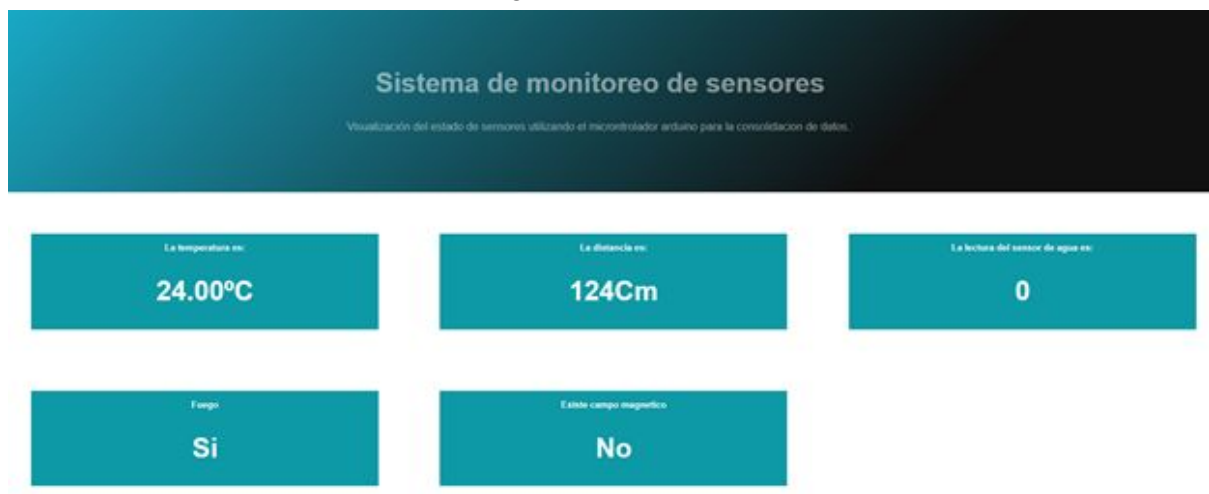 Sistema de monitoreo de sensores
Visualización del estado de sensores utilizando el microntrolador arduino para la consolidacion de datos.
La temperatura es:
24.00ºC
La distancia es:
124Cm
La lectura del sensor de agua es:
0
Fuego
Si
Existe campo magnetico
No